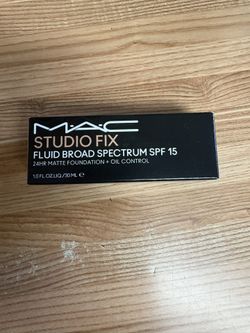 M·A·C
STUDIO FIX
FLUID BROAD SPECTRUM SPF 15
24HR MATTE FOUNDATION + OIL CONTROL
1.0 FL.OZ.LIQ./30 ML ℮